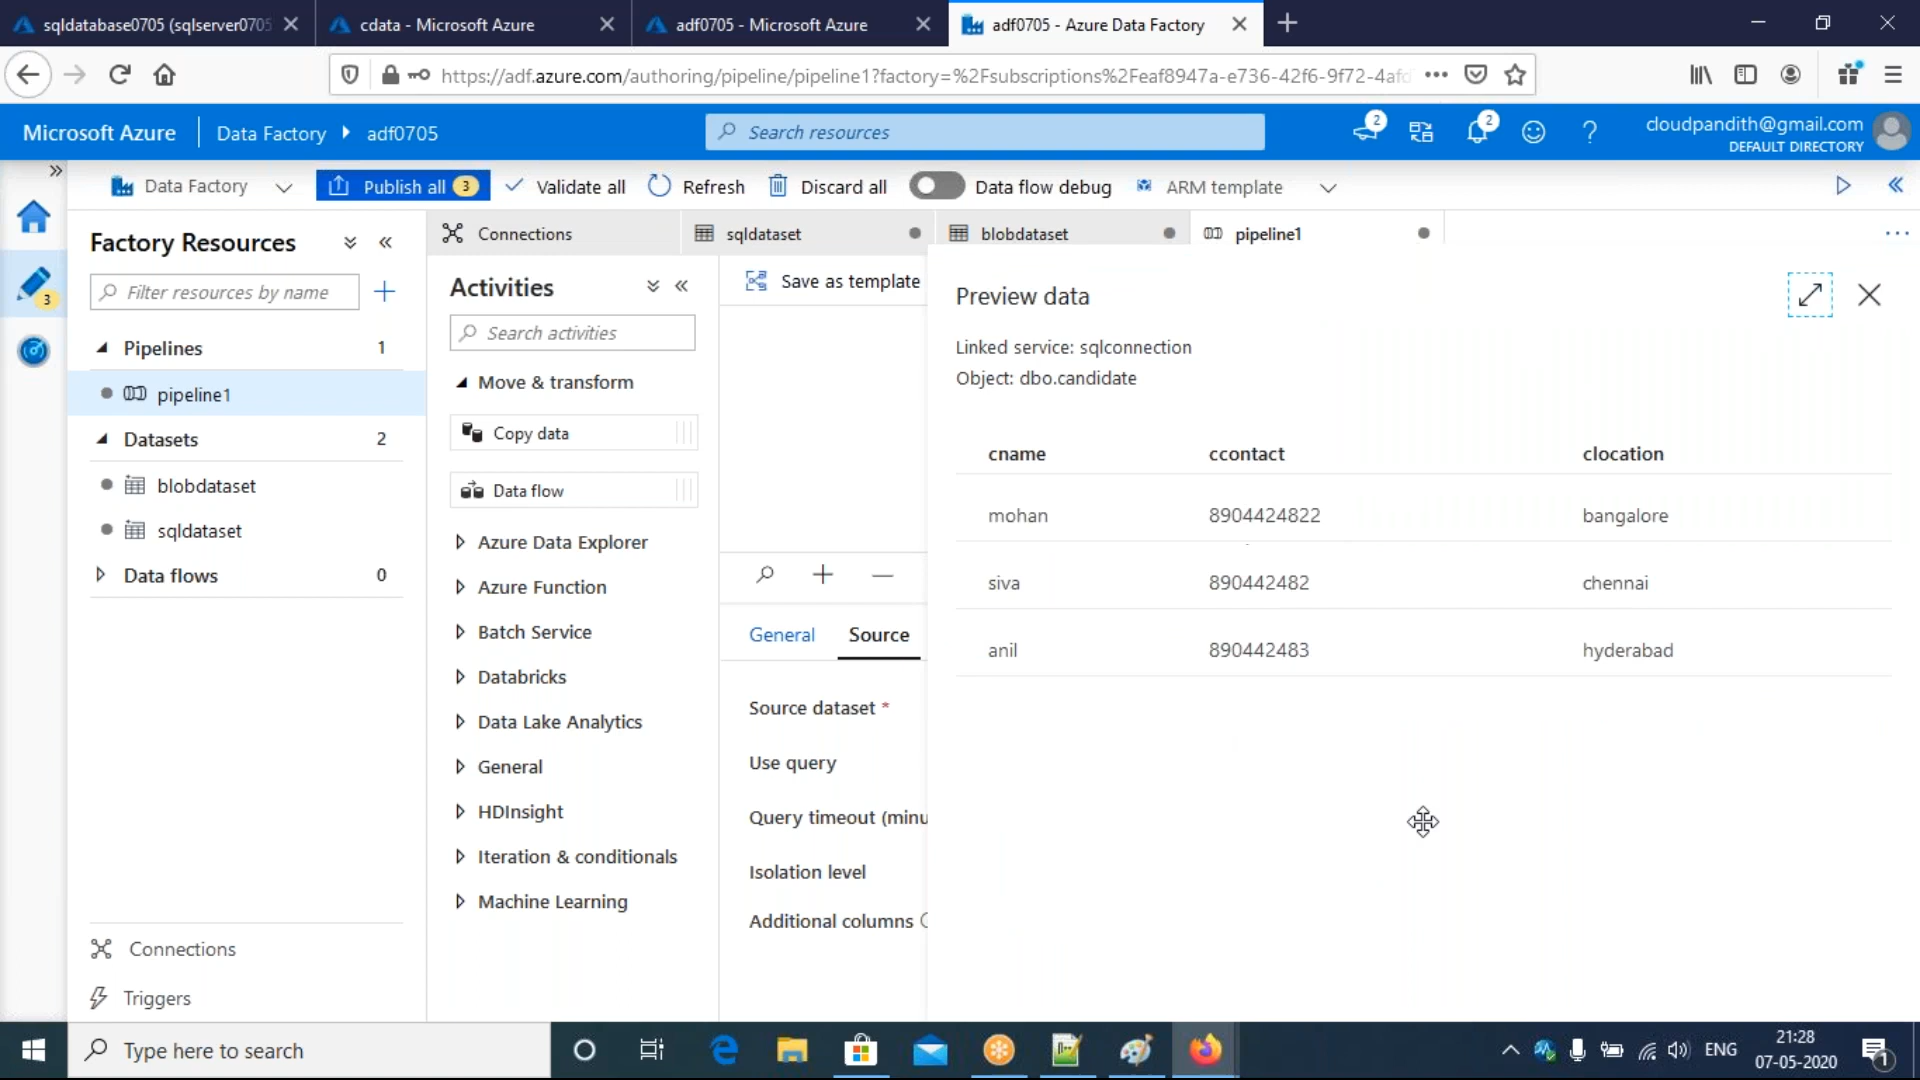 sqldatabase0705 (sqlserver0705
cdata - Microsoft Azure
adf0705 - Microsoft Azure
adf0705 - Azure Data Factory
https://adf.azure.com/authoring/pipeline/pipeline1?factory=%2Fsubscriptions%2Feaf8947a-e736-42f6-9f72-4afd
Microsoft Azure
Data Factory
adf0705
Search resources
2
2
cloudpandith@gmail.com
DEFAULT DIRECTORY
Data Factory
Publish all 3
Validate all
Refresh
Discard all
Data flow debug
ARM template
3
Factory Resources
Filter resources by name
Pipelines 1
pipeline1
Datasets 2
blobdataset
sqldataset
Data flows 0
Connections
Triggers
Connections
sqldataset
blobdataset
pipeline1
Activities
Search activities
Move & transform
Copy data
Data flow
Azure Data Explorer
Azure Function
Batch Service
Databricks
Data Lake Analytics
General
HDInsight
Iteration & conditionals
Machine Learning
Save as template
General
Source
Source dataset *
Use query
Query timeout (minu
Isolation level
Additional columns
Preview data
Linked service: sqlconnection
Object: dbo.candidate
cname ccontact clocation
mohan 8904424822 bangalore
siva 890442482 chennai
anil 890442483 hyderabad
Type here to search
ENG
21:28
07-05-2020
1